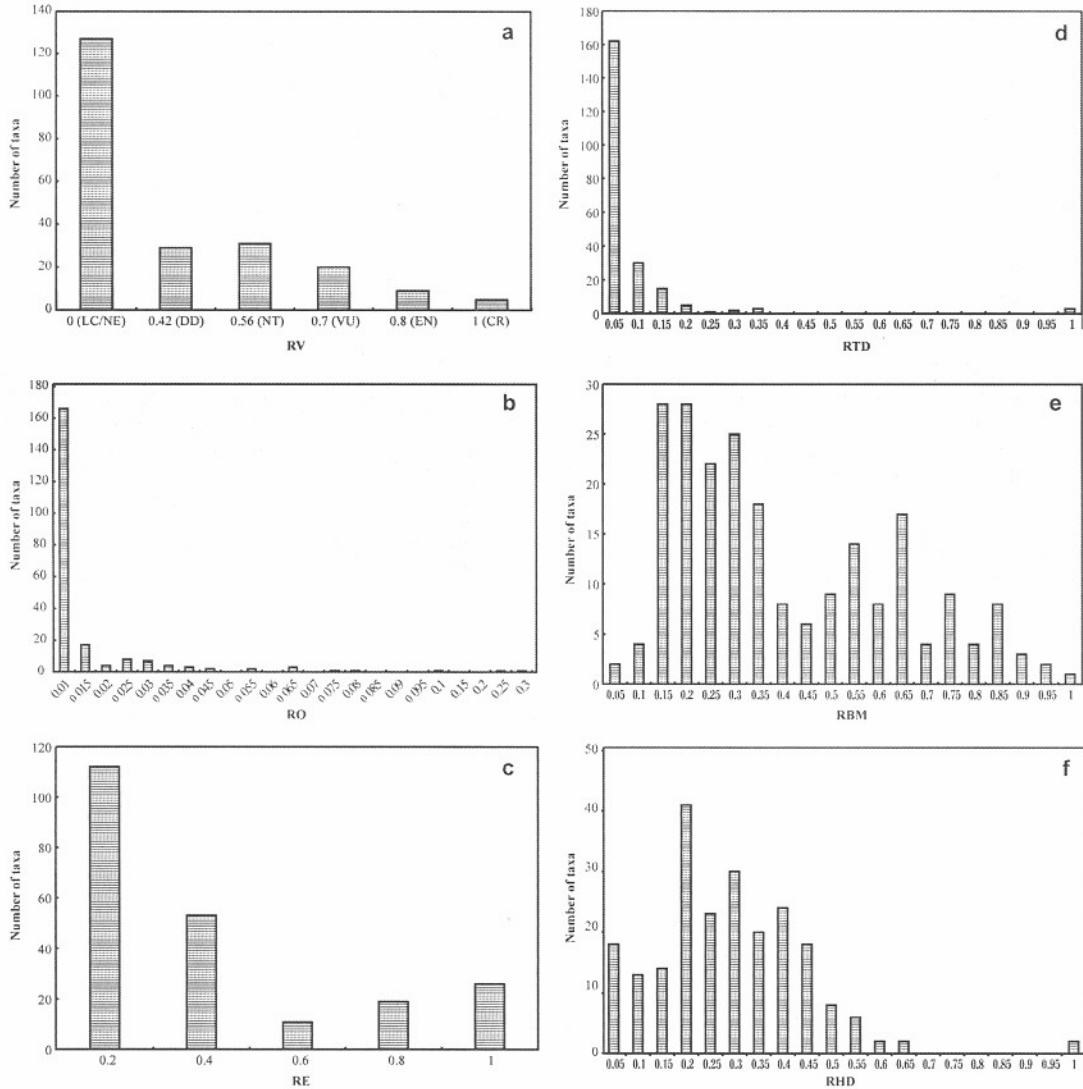 a
Number of taxa
140
120
100
80
60
40
20
0
0 (LC/NE) 0.42 (DD) 0.56 (NT) 0.7 (VU) 0.8 (EN) 1 (CR)
RV
b
Number of taxa
180
160
140
120
100
80
60
40
20
0
0.01 0.015 0.02 0.025 0.03 0.035 0.04 0.045 0.05 0.055 0.06 0.065 0.07 0.075 0.08 0.085 0.09 0.095 0.1 0.15 0.2 0.25 0.3
RO
c
Number of taxa
120
100
80
60
40
20
0
0.2 0.4 0.6 0.8 1
RE
d
Number of taxa
180
160
140
120
100
80
60
40
20
0
0.05 0.1 0.15 0.2 0.25 0.3 0.35 0.4 0.45 0.5 0.55 0.6 0.65 0.7 0.75 0.8 0.85 0.9 0.95 1
RTD
e
Number of taxa
30
25
20
15
10
5
0
0.05 0.1 0.15 0.2 0.25 0.3 0.35 0.4 0.45 0.5 0.55 0.6 0.65 0.7 0.75 0.8 0.85 0.9 0.95 1
RBM
f
Number of taxa
50
40
30
20
10
0
0.05 0.1 0.15 0.2 0.25 0.3 0.35 0.4 0.45 0.5 0.55 0.6 0.65 0.7 0.75 0.8 0.85 0.9 0.95 1
RHD